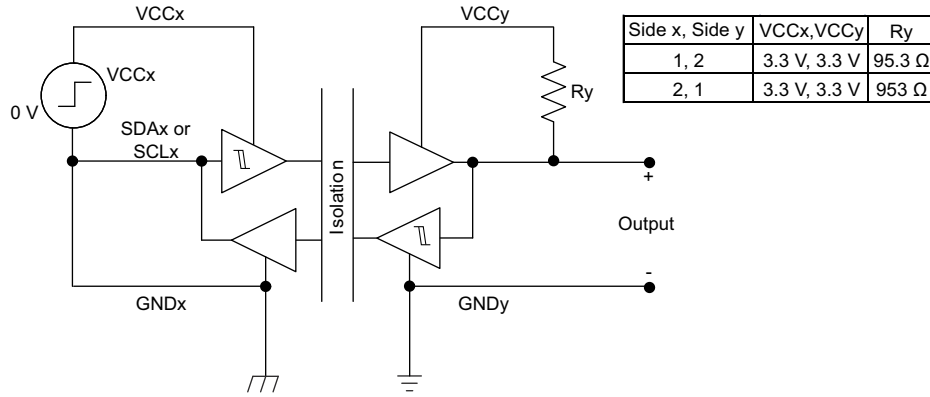 VCCx
VCCy
VCCx
0 V
SDAx or
SCLx
Isolation
Ry
+
Output
-
GNDx
GNDy
Side x, Side y VCCx,VCCy Ry
1, 2 3.3 V, 3.3 V 95.3 Ω
2, 1 3.3 V, 3.3 V 953 Ω